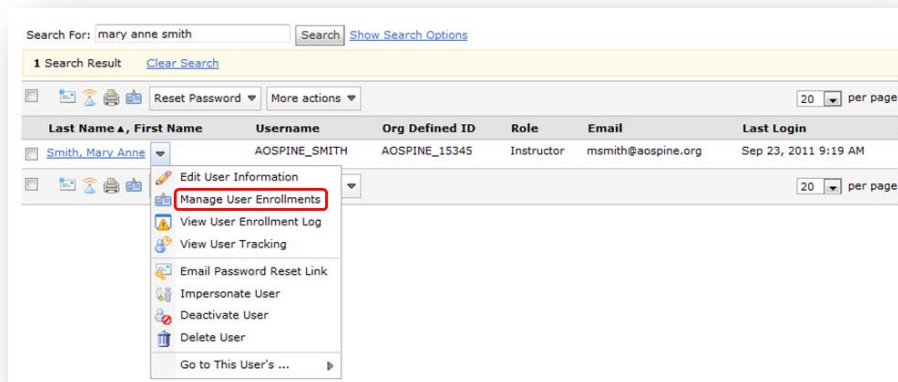 Search For: mary anne smith Search Show Search Options
1 Search Result Clear Search
Reset Password More actions 20 per page
Last Name ▲, First Name Username Org Defined ID Role Email Last Login
Smith, Mary Anne AOSPINE_SMITH AOSPINE_15345 Instructor msmith@aospine.org Sep 23, 2011 9:19 AM
Edit User Information
20 per page
Manage User Enrollments
View User Enrollment Log
View User Tracking
Email Password Reset Link
Impersonate User
Deactivate User
Delete User
Go to This User's ...